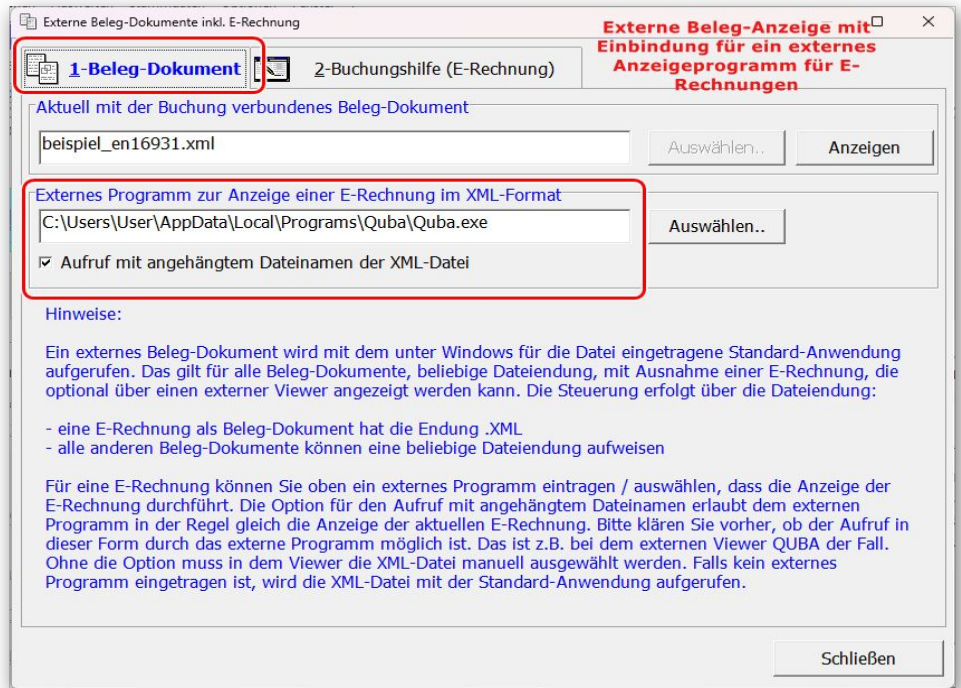 Externe Beleg-Dokumente inkl. E-Rechnung
Externe Beleg-Anzeige mit
Einbindung für ein externes
Anzeigeprogramm für E-
Rechnungen
1-Beleg-Dokument
2-Buchungshilfe (E-Rechnung)
Aktuell mit der Buchung verbundenes Beleg-Dokument
beispiel_en16931.xml
Auswählen..
Anzeigen
Externes Programm zur Anzeige einer E-Rechnung im XML-Format
C:\Users\User\AppData\Local\Programs\Quba\Quba.exe
Auswählen..
Aufruf mit angehängtem Dateinamen der XML-Datei
Hinweise:
Ein externes Beleg-Dokument wird mit dem unter Windows für die Datei eingetragene Standard-Anwendung
aufgerufen. Das gilt für alle Beleg-Dokumente, beliebige Dateiendung, mit Ausnahme einer E-Rechnung, die
optional über einen externer Viewer angezeigt werden kann. Die Steuerung erfolgt über die Dateiendung:
- eine E-Rechnung als Beleg-Dokument hat die Endung .XML
- alle anderen Beleg-Dokumente können eine beliebige Dateiendung aufweisen
Für eine E-Rechnung können Sie oben ein externes Programm eintragen / auswählen, dass die Anzeige der
E-Rechnung durchführt. Die Option für den Aufruf mit angehängtem Dateinamen erlaubt dem externen
Programm in der Regel gleich die Anzeige der aktuellen E-Rechnung. Bitte klären Sie vorher, ob der Aufruf in
dieser Form durch das externe Programm möglich ist. Das ist z.B. bei dem externen Viewer QUBA der Fall.
Ohne die Option muss in dem Viewer die XML-Datei manuell ausgewählt werden. Falls kein externes
Programm eingetragen ist, wird die XML-Datei mit der Standard-Anwendung aufgerufen.
Schließen